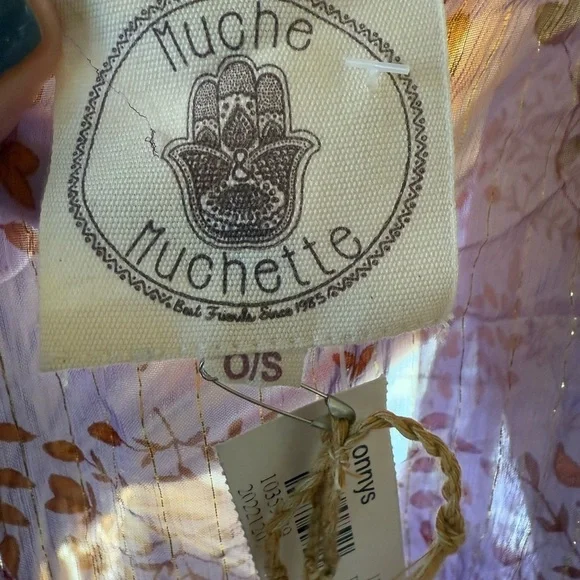 Muche
&
Muchette
Best Friends Since 1985
O/S
onnys